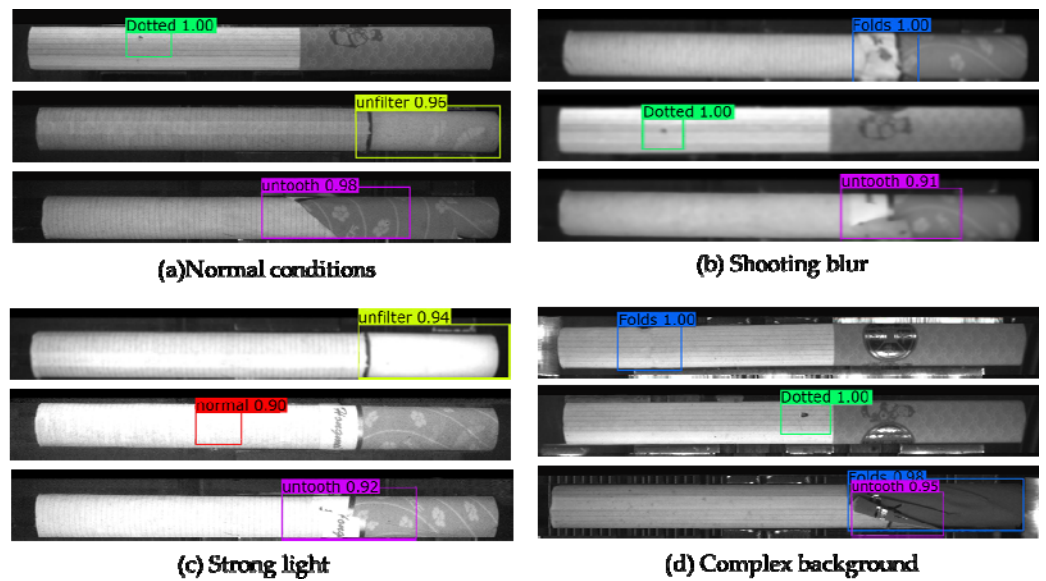 Dotted 1.00
unfilter 0.96
untooth 0.98
(a)Normal conditions
Folds 1.00
Dotted 1.00
untooth 0.91
(b) Shooting blur
unfilter 0.94
normal 0.90
untooth 0.92
(c) Strong light
Folds 1.00
Dotted 1.00
Folds 0.98
untooth 0.95
(d) Complex background